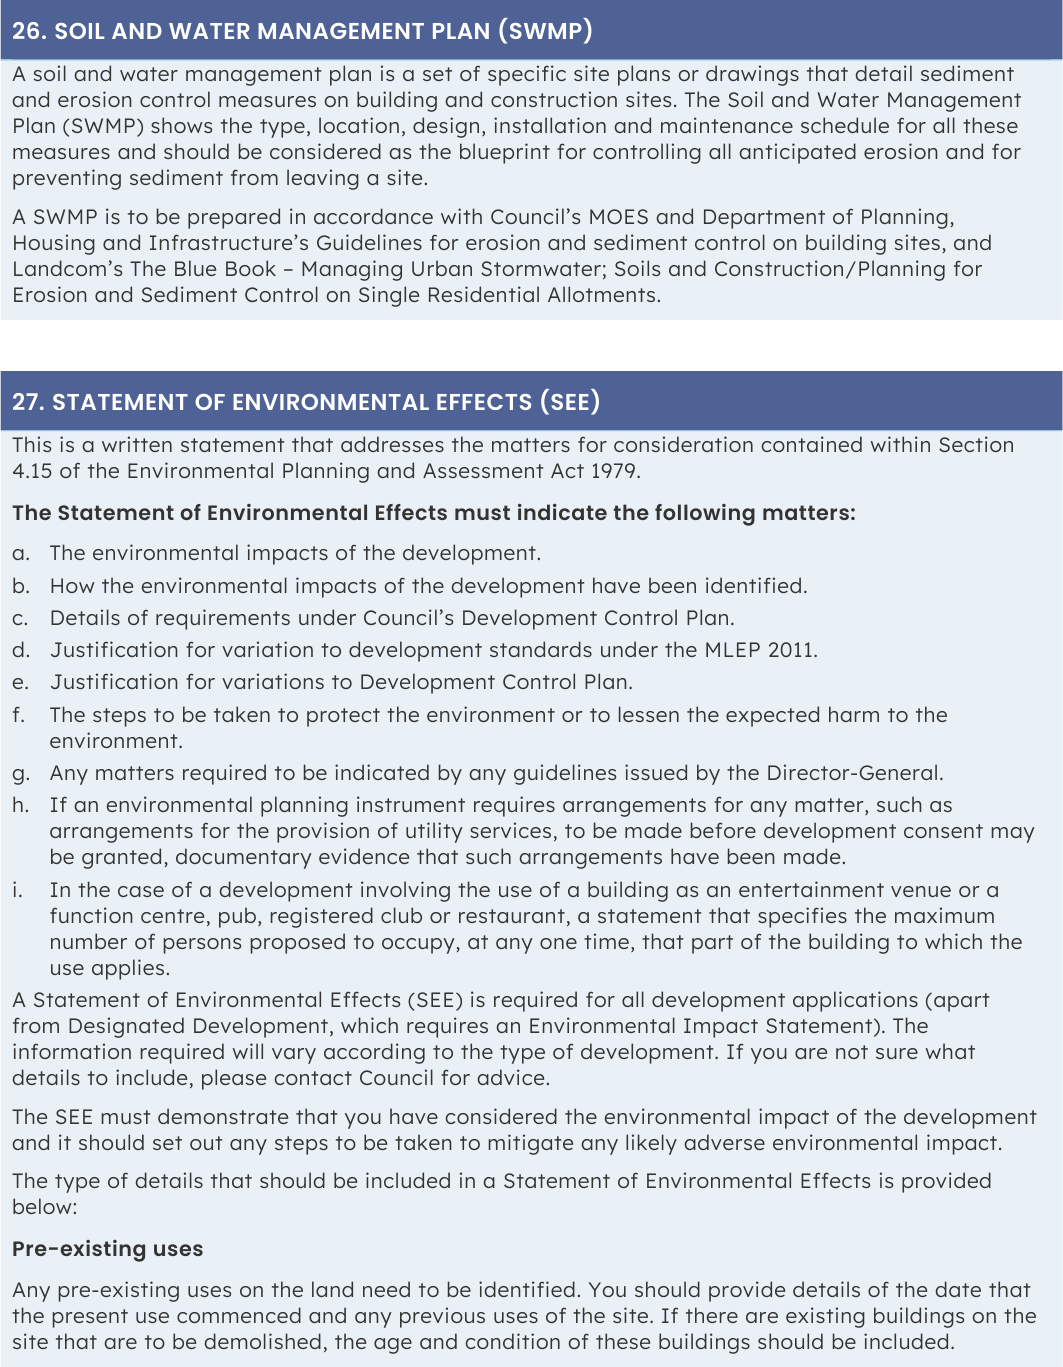 26. SOIL AND WATER MANAGEMENT PLAN (SWMP)
A soil and water management plan is a set of specific site plans or drawings that detail sediment
and erosion control measures on building and construction sites. The Soil and Water Management
Plan (SWMP) shows the type, location, design, installation and maintenance schedule for all these
measures and should be considered as the blueprint for controlling all anticipated erosion and for
preventing sediment from leaving a site.
A SWMP is to be prepared in accordance with Council’s MOES and Department of Planning,
Housing and Infrastructure’s Guidelines for erosion and sediment control on building sites, and
Landcom’s The Blue Book – Managing Urban Stormwater; Soils and Construction/Planning for
Erosion and Sediment Control on Single Residential Allotments.
27. STATEMENT OF ENVIRONMENTAL EFFECTS (SEE)
This is a written statement that addresses the matters for consideration contained within Section
4.15 of the Environmental Planning and Assessment Act 1979.
The Statement of Environmental Effects must indicate the following matters:
a. The environmental impacts of the development.
b. How the environmental impacts of the development have been identified.
c. Details of requirements under Council’s Development Control Plan.
d. Justification for variation to development standards under the MLEP 2011.
e. Justification for variations to Development Control Plan.
f. The steps to be taken to protect the environment or to lessen the expected harm to the
environment.
g. Any matters required to be indicated by any guidelines issued by the Director-General.
h. If an environmental planning instrument requires arrangements for any matter, such as
arrangements for the provision of utility services, to be made before development consent may
be granted, documentary evidence that such arrangements have been made.
i. In the case of a development involving the use of a building as an entertainment venue or a
function centre, pub, registered club or restaurant, a statement that specifies the maximum
number of persons proposed to occupy, at any one time, that part of the building to which the
use applies.
A Statement of Environmental Effects (SEE) is required for all development applications (apart
from Designated Development, which requires an Environmental Impact Statement). The
information required will vary according to the type of development. If you are not sure what
details to include, please contact Council for advice.
The SEE must demonstrate that you have considered the environmental impact of the development
and it should set out any steps to be taken to mitigate any likely adverse environmental impact.
The type of details that should be included in a Statement of Environmental Effects is provided
below:
Pre-existing uses
Any pre-existing uses on the land need to be identified. You should provide details of the date that
the present use commenced and any previous uses of the site. If there are existing buildings on the
site that are to be demolished, the age and condition of these buildings should be included.